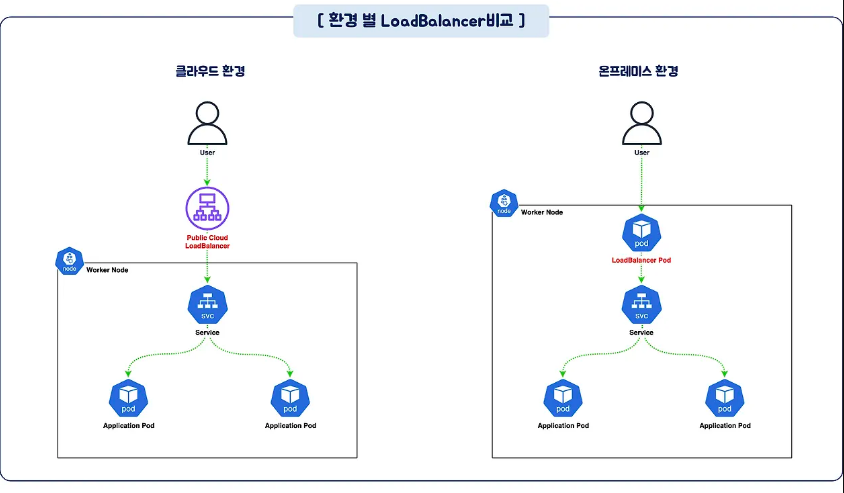 [ 환경 별 LoadBalancer비교 ]
클라우드 환경
User
Public Cloud
LoadBalancer
node
Worker Node
svc
Service
pod
Application Pod
pod
Application Pod
온프레미스 환경
User
node
Worker Node
pod
LoadBalancer Pod
svc
Service
pod
Application Pod
pod
Application Pod